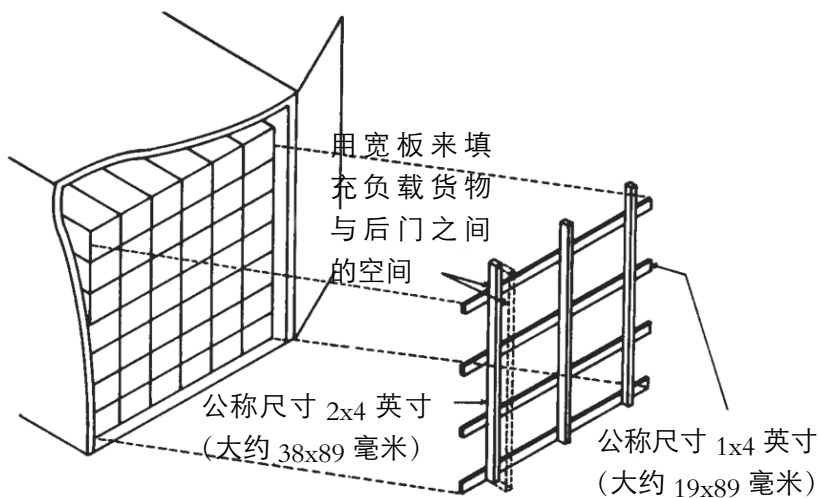 用宽板来填
充负载货物
与后门之间
的空间
公称尺寸 2x4 英寸
（大约 38x89 毫米）
公称尺寸 1x4 英寸
（大约 19x89 毫米）